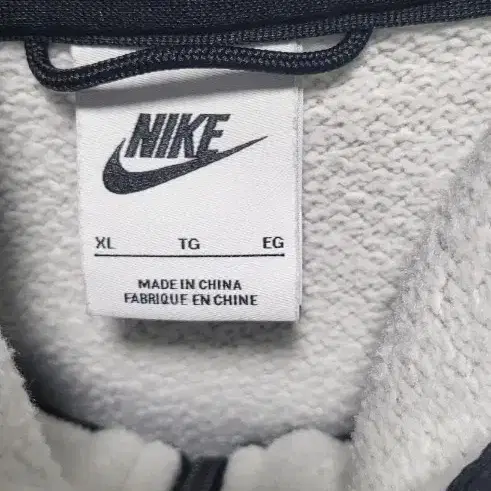 NIKE
XL TG EG
MADE IN CHINA
FABRIQUE EN CHINE